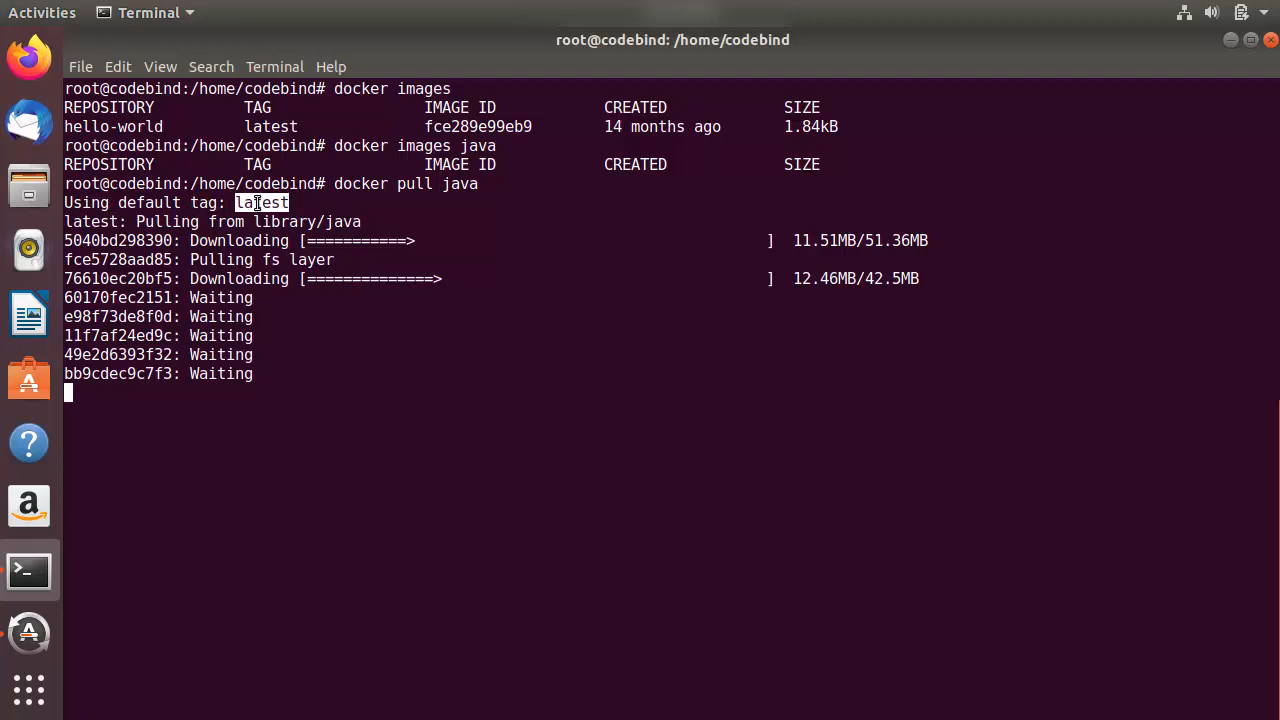 Activities Terminal
root@codebind: /home/codebind
File Edit View Search Terminal Help
root@codebind:/home/codebind# docker images
REPOSITORY TAG IMAGE ID CREATED SIZE
hello-world latest fce289e99eb9 14 months ago 1.84kB
root@codebind:/home/codebind# docker images java
REPOSITORY TAG IMAGE ID CREATED SIZE
root@codebind:/home/codebind# docker pull java
Using default tag: latest
latest: Pulling from library/java
5040bd298390: Downloading [===========> ] 11.51MB/51.36MB
fce5728aad85: Pulling fs layer
76610ec20bf5: Downloading [==============> ] 12.46MB/42.5MB
60170fec2151: Waiting
e98f73de8f0d: Waiting
11f7af24ed9c: Waiting
49e2d6393f32: Waiting
bb9cdec9c7f3: Waiting